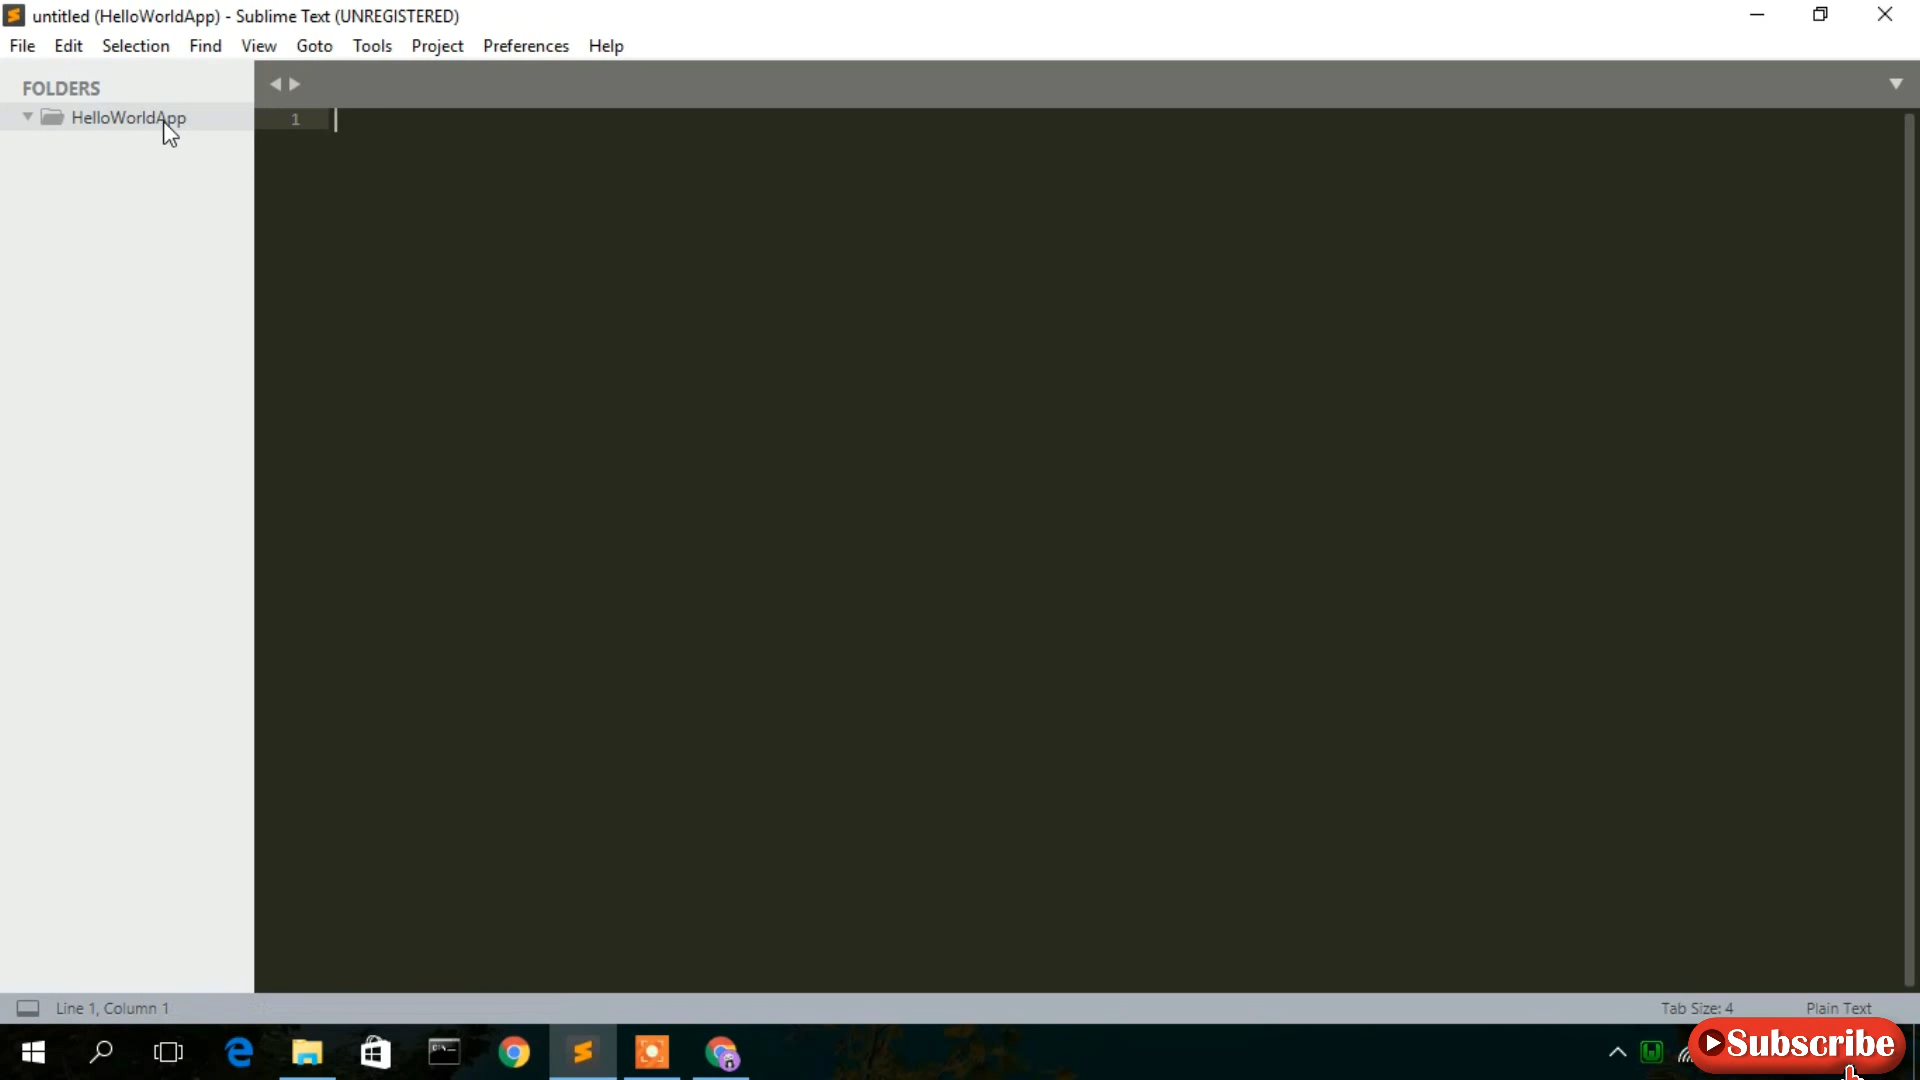 untitled (HelloWorldApp) - Sublime Text (UNREGISTERED)
File Edit Selection Find View Goto Tools Project Preferences Help
FOLDERS
HelloWorldApp
1
Line 1, Column 1
Tab Size: 4
Plain Text
Subscribe